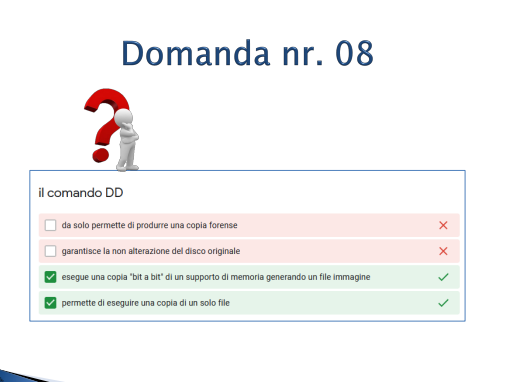 Domanda nr. 08
il comando DD
da solo permette di produrre una copia forense
garantisce la non alterazione del disco originale
esegue una copia "bit a bit" di un supporto di memoria generando un file immagine
permette di eseguire una copia di un solo file